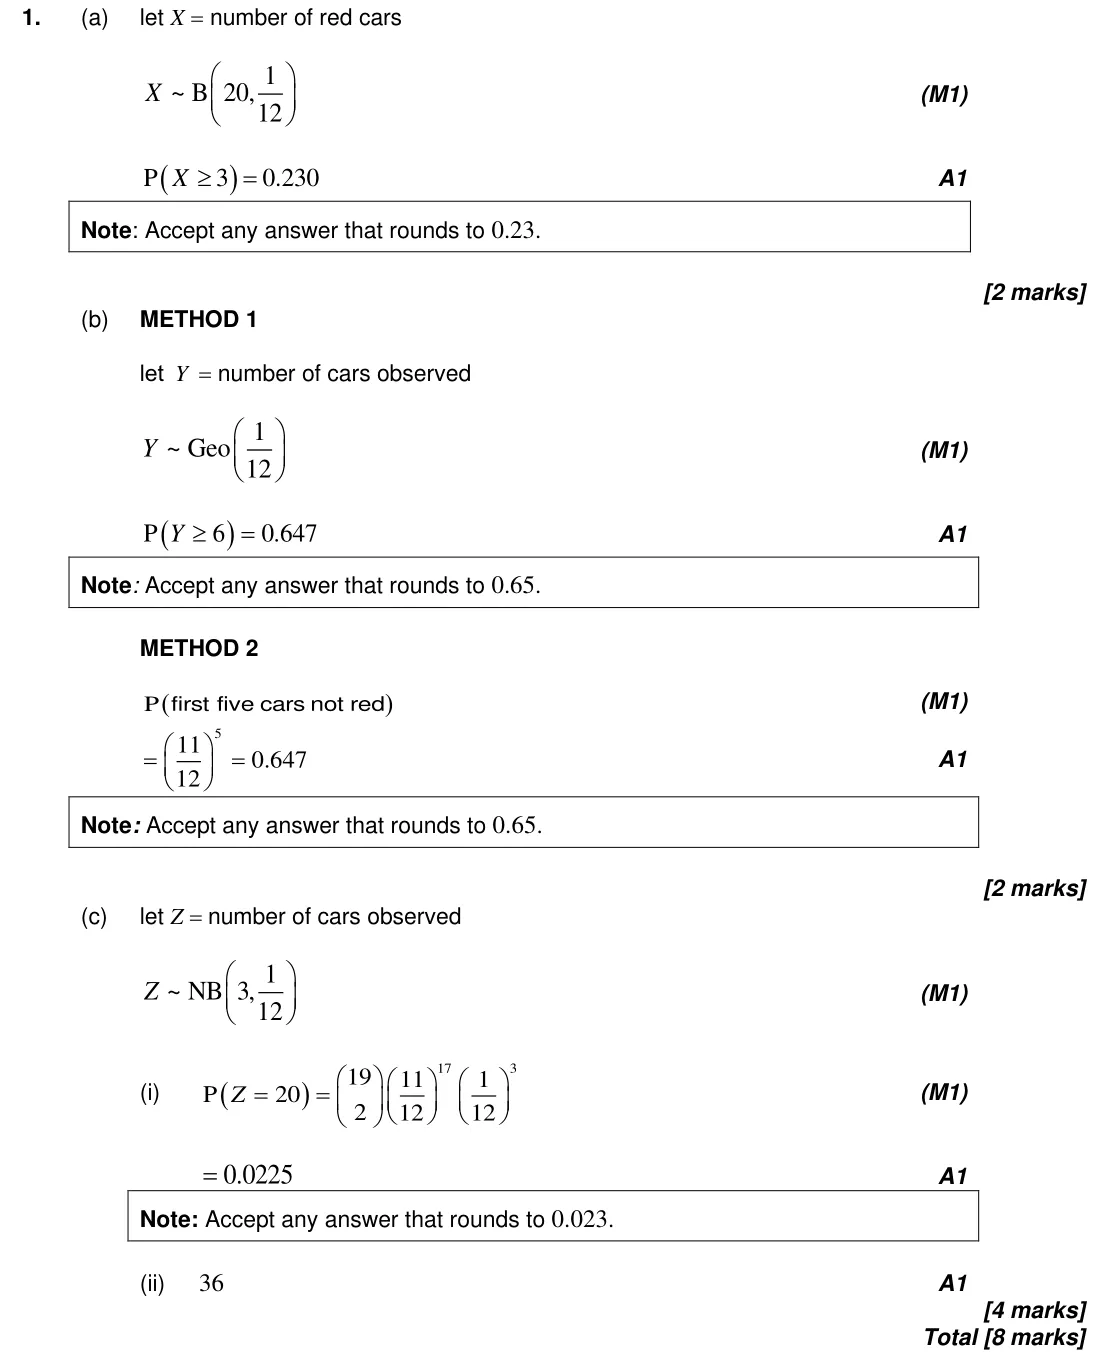 1. (a) let X = number of red cars
X ~ B(20, 1/12) (M1)
P(X ≥ 3) = 0.230 A1
Note: Accept any answer that rounds to 0.23.
[2 marks]
(b) METHOD 1
let Y = number of cars observed
Y ~ Geo(1/12) (M1)
P(Y ≥ 6) = 0.647 A1
Note: Accept any answer that rounds to 0.65.
METHOD 2
P(first five cars not red) (M1)
= (11/12)^5 = 0.647 A1
Note: Accept any answer that rounds to 0.65.
[2 marks]
(c) let Z = number of cars observed
Z ~ NB(3, 1/12) (M1)
(i) P(Z = 20) = (19 2)(11/12)^17 (1/12)^3 (M1)
= 0.0225 A1
Note: Accept any answer that rounds to 0.023.
(ii) 36 A1
[4 marks]
Total [8 marks]